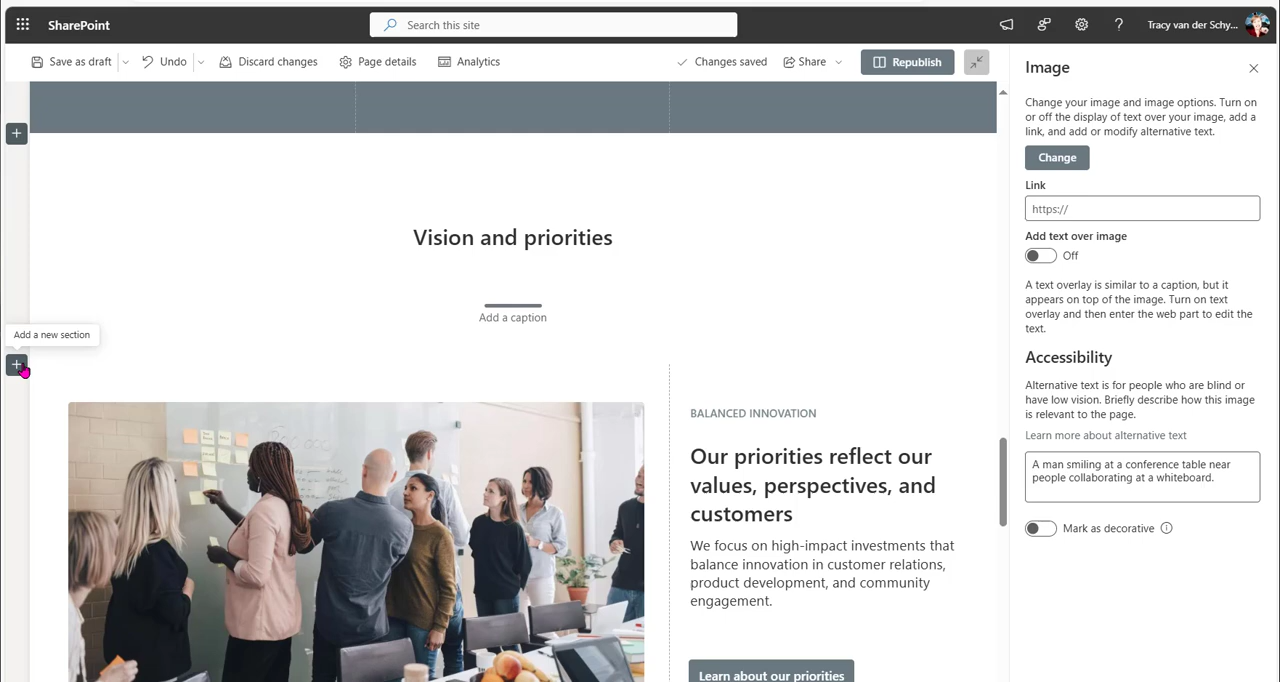 SharePoint
Search this site
Tracy van der Schy...
Save as draft
Undo
Discard changes
Page details
Analytics
Changes saved
Share
Republish
Vision and priorities
Add a caption
Add a new section
BALANCED INNOVATION
Our priorities reflect our
values, perspectives, and
customers
We focus on high-impact investments that
balance innovation in customer relations,
product development, and community
engagement.
Learn about our priorities
Image
Change your image and image options. Turn on
or off the display of text over your image, add a
link, and add or modify alternative text.
Change
Link
https://
Add text over image
Off
A text overlay is similar to a caption, but it
appears on top of the image. Turn on text
overlay and then enter the web part to edit the
text.
Accessibility
Alternative text is for people who are blind or
have low vision. Briefly describe how this image
is relevant to the page.
Learn more about alternative text
A man smiling at a conference table near
people collaborating at a whiteboard.
Mark as decorative